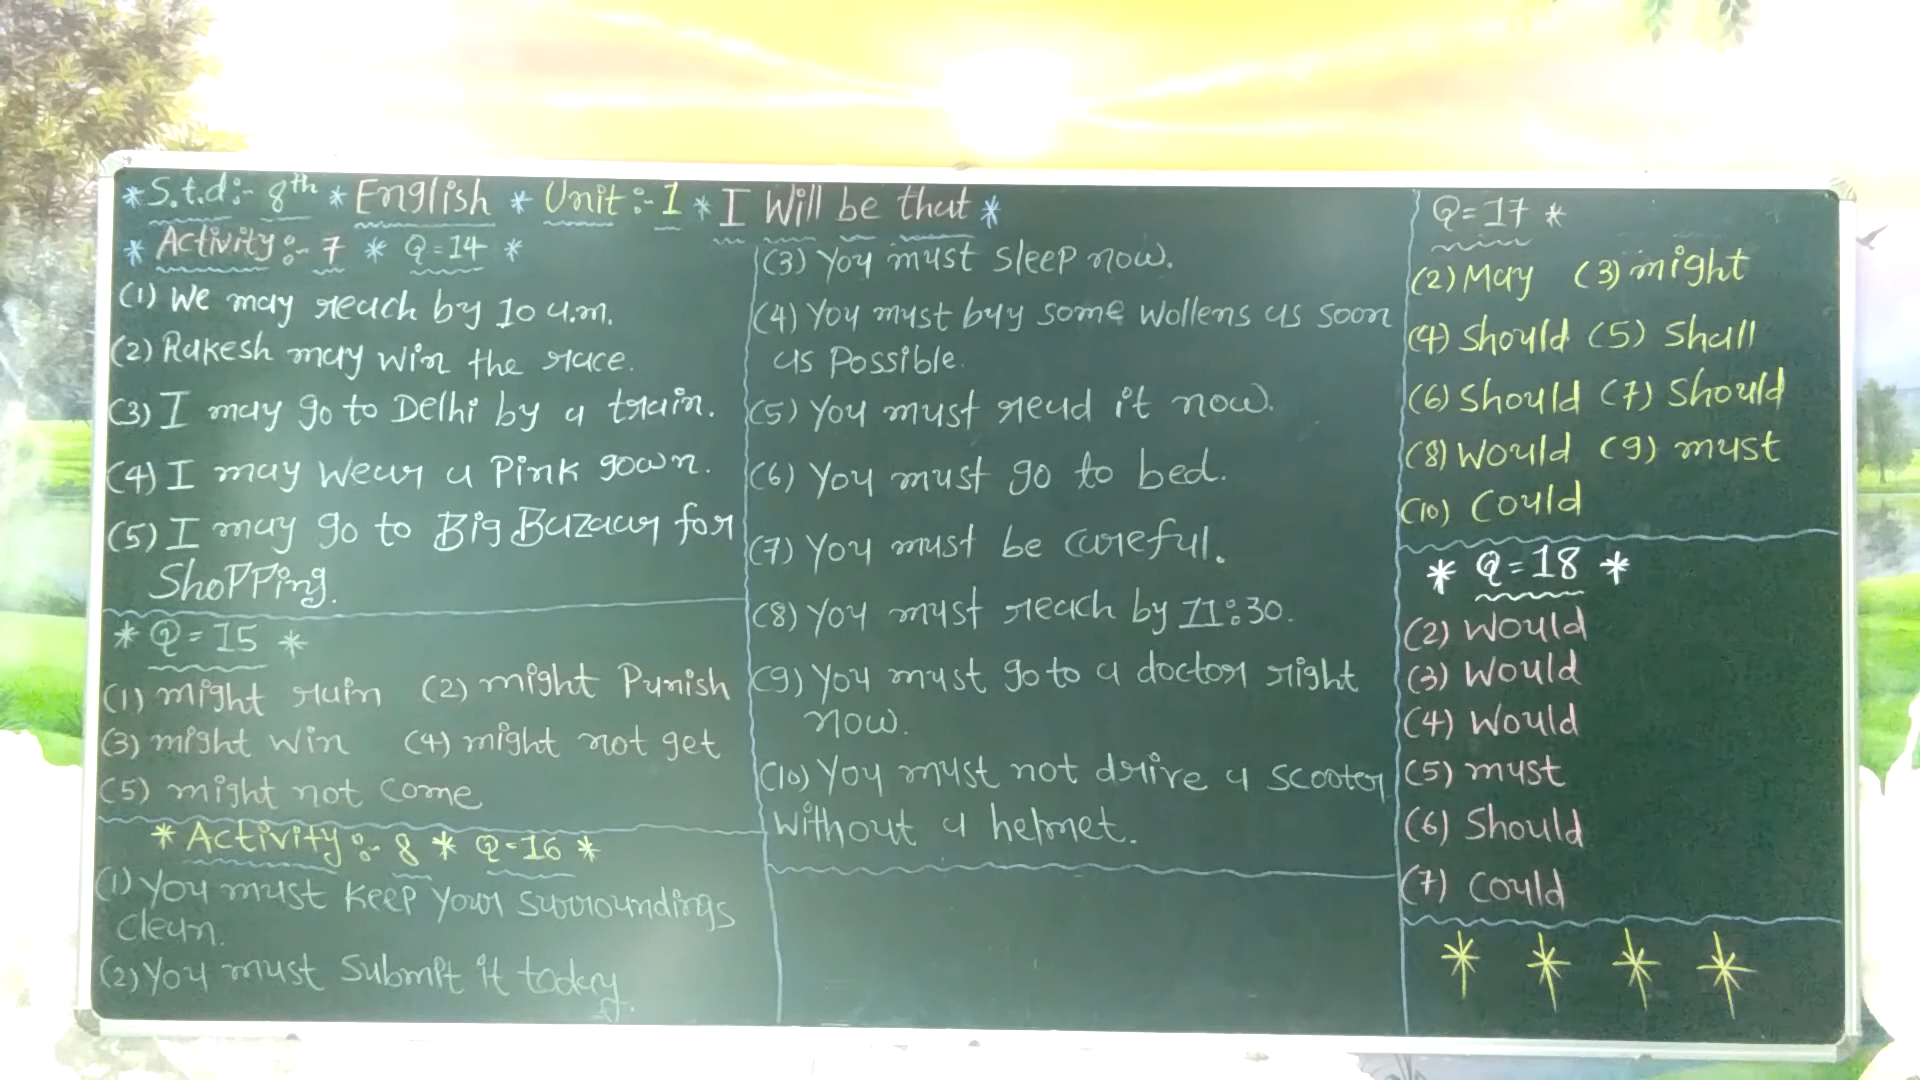 * S.t.d:- 8th * English * Unit:-1 * I Will be that *
* Activity:- 7 * Q=14 *
(1) We may reach by 10 a.m.
(2) Rakesh may win the race.
(3) I may go to Delhi by a train.
(4) I may wear a Pink gown.
(5) I may go to Big Bazaar for
Shopping.
* Q=15 *
(1) might rain (2) might Punish
(3) might win (4) might not get
(5) might not come
* Activity:- 8 * Q=16 *
(1) You must keep your surroundings
clean.
(2) You must Submit it today.
(3) You must sleep now.
(4) You must buy some wollens as soon
as Possible.
(5) You must read it now.
(6) You must go to bed.
(7) You must be careful.
(8) You must reach by 11:30.
(9) You must go to a doctor right
now.
(10) You must not drive a scooter
without a helmet.
Q=17 *
(2) May (3) might
(4) Should (5) Shall
(6) Should (7) Should
(8) Would (9) must
(10) Could
* Q=18 *
(2) Would
(3) Would
(4) Would
(5) must
(6) Should
(7) Could